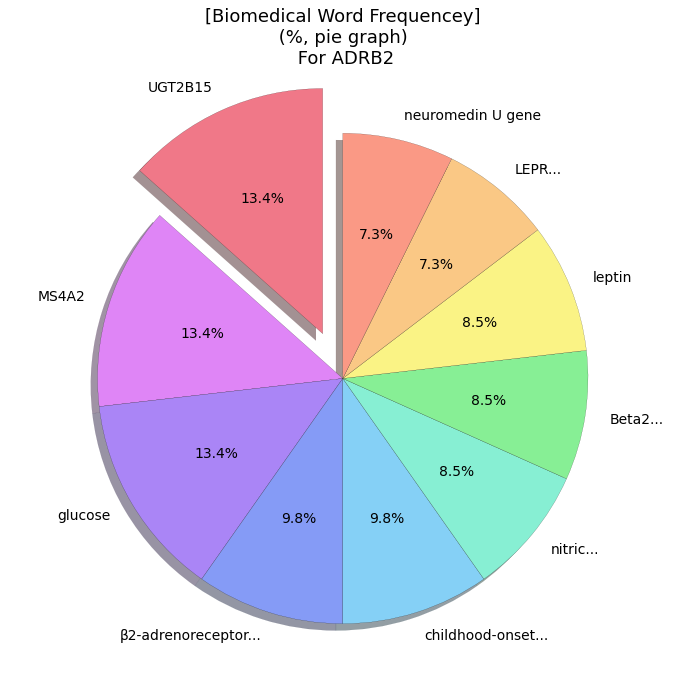 [Biomedical Word Frequencey]
(%, pie graph)
For ADRB2
UGT2B15
neuromedin U gene
LEPR...
leptin
Beta2...
nitric...
childhood-onset...
β2-adrenoreceptor...
glucose
MS4A2
13.4%
7.3%
7.3%
8.5%
8.5%
8.5%
9.8%
9.8%
13.4%
13.4%